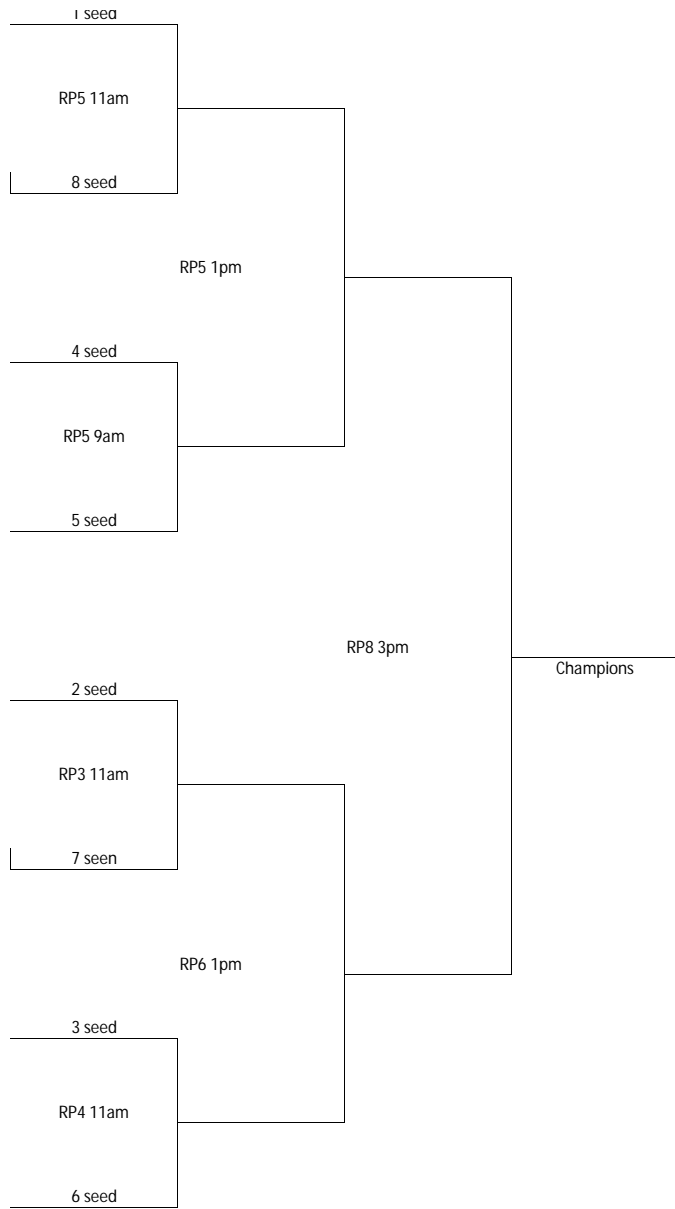 1 seed
RP5 11am
8 seed
RP5 1pm
4 seed
RP5 9am
5 seed
RP8 3pm
Champions
2 seed
RP3 11am
7 seen
RP6 1pm
3 seed
RP4 11am
6 seed